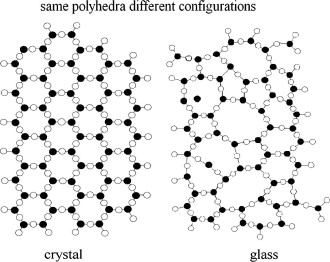 same polyhedra different configurations
crystal
glass